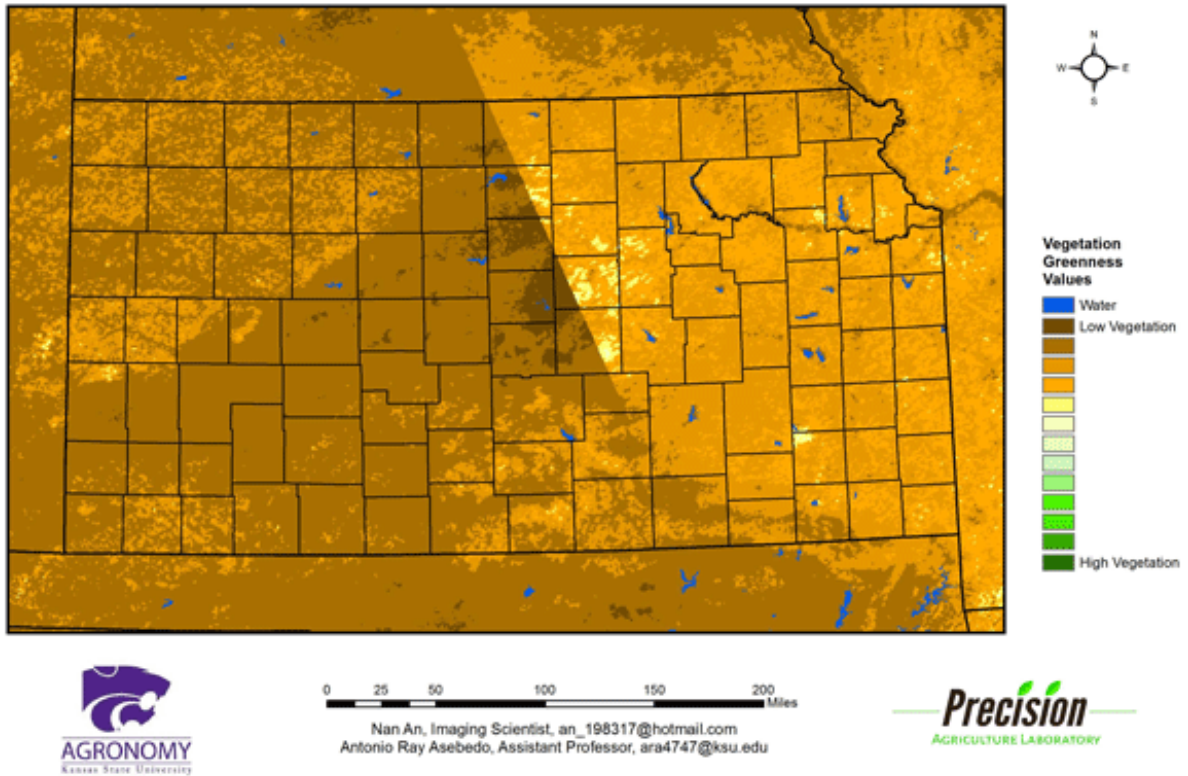 N
W E
S
Vegetation
Greenness
Values
Water
Low Vegetation
High Vegetation
0 25 50 100 150 200
Miles
Nan An, Imaging Scientist, an_198317@hotmail.com
Antonio Ray Asebedo, Assistant Professor, ara4747@ksu.edu
AGRONOMY
Kansas State University
Precision
AGRICULTURE LABORATORY